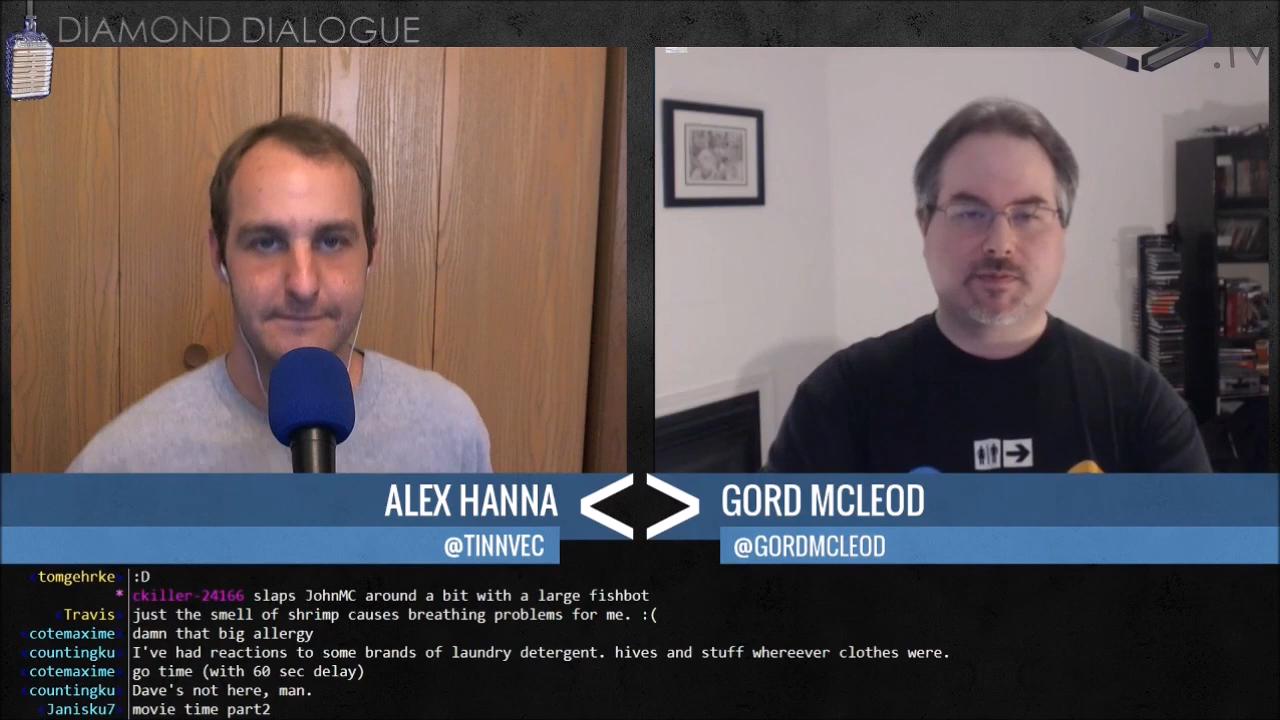 DIAMOND DIALOGUE
.TV
ALEX HANNA
GORD MCLEOD
@TINNVEC
@GORDMCLEOD
tomgehrke :D
* ckiller-24166 slaps JohnMC around a bit with a large fishbot
Travis just the smell of shrimp causes breathing problems for me. :(
cotemaxime damn that big allergy
countingku I've had reactions to some brands of laundry detergent. hives and stuff whereever clothes were.
cotemaxime go time (with 60 sec delay)
countingku Dave's not here, man.
Janisku7 movie time part2